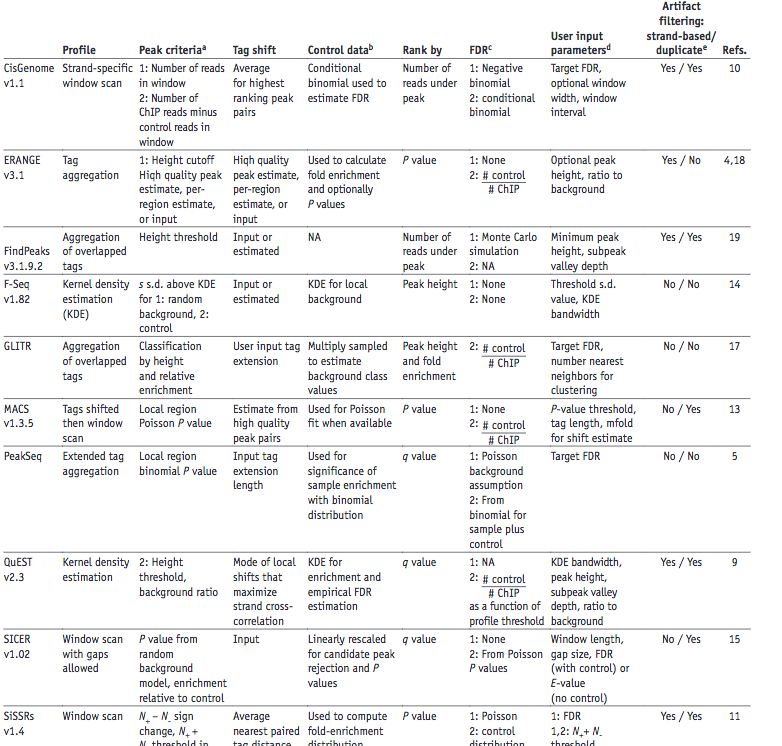 Profile
Peak criteriaᵃ
Tag shift
Control dataᵇ
Rank by
FDRᶜ
User input
parametersᵈ
Artifact
filtering:
strand-based/
duplicateᵉ
Refs.
CisGenome
v1.1
Strand-specific
window scan
1: Number of reads
in window
2: Number of
ChIP reads minus
control reads in
window
Average
for highest
ranking peak
pairs
Conditional
binomial used to
estimate FDR
Number of
reads under
peak
1: Negative
binomial
2: conditional
binomial
Target FDR,
optional window
width, window
interval
Yes / Yes
10
ERANGE
v3.1
Tag
aggregation
1: Height cutoff
High quality peak
estimate, per-
region estimate,
or input
High quality
peak estimate,
per-region
estimate, or
input
Used to calculate
fold enrichment
and optionally
P values
P value
1: None
2: # control
# ChIP
Optional peak
height, ratio to
background
Yes / No
4,18
FindPeaks
v3.1.9.2
Aggregation
of overlapped
tags
Height threshold
Input or
estimated
NA
Number of
reads under
peak
1: Monte Carlo
simulation
2: NA
Minimum peak
height, subpeak
valley depth
Yes / Yes
19
F-Seq
v1.82
Kernel density
estimation
(KDE)
s s.d. above KDE
for 1: random
background, 2:
control
Input or
estimated
KDE for local
background
Peak height
1: None
2: None
Threshold s.d.
value, KDE
bandwidth
No / No
14
GLITR
Aggregation
of overlapped
tags
Classification
by height
and relative
enrichment
User input tag
extension
Multiply sampled
to estimate
background class
values
Peak height
and fold
enrichment
2: # control
# ChIP
Target FDR,
number nearest
neighbors for
clustering
No / No
17
MACS
v1.3.5
Tags shifted
then window
scan
Local region
Poisson P value
Estimate from
high quality
peak pairs
Used for Poisson
fit when available
P value
1: None
2: # control
# ChIP
P-value threshold,
tag length, mfold
for shift estimate
No / Yes
13
PeakSeq
Extended tag
aggregation
Local region
binomial P value
Input tag
extension
length
Used for
significance of
sample enrichment
with binomial
distribution
q value
1: Poisson
background
assumption
2: From
binomial for
sample plus
control
Target FDR
No / No
5
QuEST
v2.3
Kernel density
estimation
2: Height
threshold,
background ratio
Mode of local
shifts that
maximize
strand cross-
correlation
KDE for
enrichment and
empirical FDR
estimation
q value
1: NA
2: # control
# ChIP
as a function of
profile threshold
KDE bandwidth,
peak height,
subpeak valley
depth, ratio to
background
Yes / Yes
9
SICER
v1.02
Window scan
with gaps
allowed
P value from
random
background
model, enrichment
relative to control
Input
Linearly rescaled
for candidate peak
rejection and P
values
q value
1: None
2: From Poisson
P values
Window length,
gap size, FDR
(with control) or
E-value
(no control)
No / Yes
15
SiSSRs
v1.4
Window scan
N₊ – N₋ sign
change, N₊ +
N₋ threshold in
Average
nearest paired
tag distance
Used to compute
fold-enrichment
distribution
P value
1: Poisson
2: control
distribution
1: FDR
1,2: N₊+ N₋
threshold
Yes / Yes
11